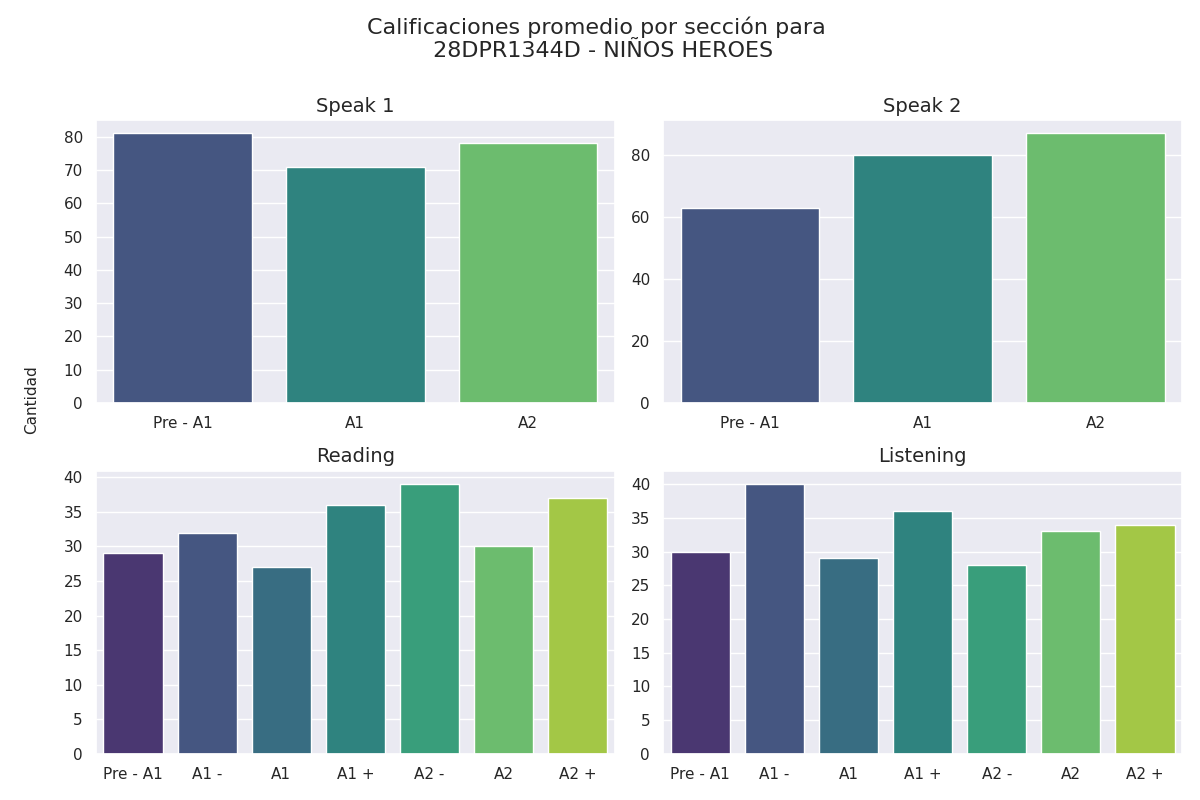 Calificaciones promedio por sección para
28DPR1344D - NIÑOS HEROES
Speak 1
80
70
60
50
40
30
20
10
0
Pre - A1 A1 A2
Speak 2
80
60
40
20
0
Pre - A1 A1 A2
Cantidad
Reading
40
35
30
25
20
15
10
5
0
Pre - A1 A1 - A1 A1 + A2 - A2 A2 +
Listening
40
35
30
25
20
15
10
5
0
Pre - A1 A1 - A1 A1 + A2 - A2 A2 +